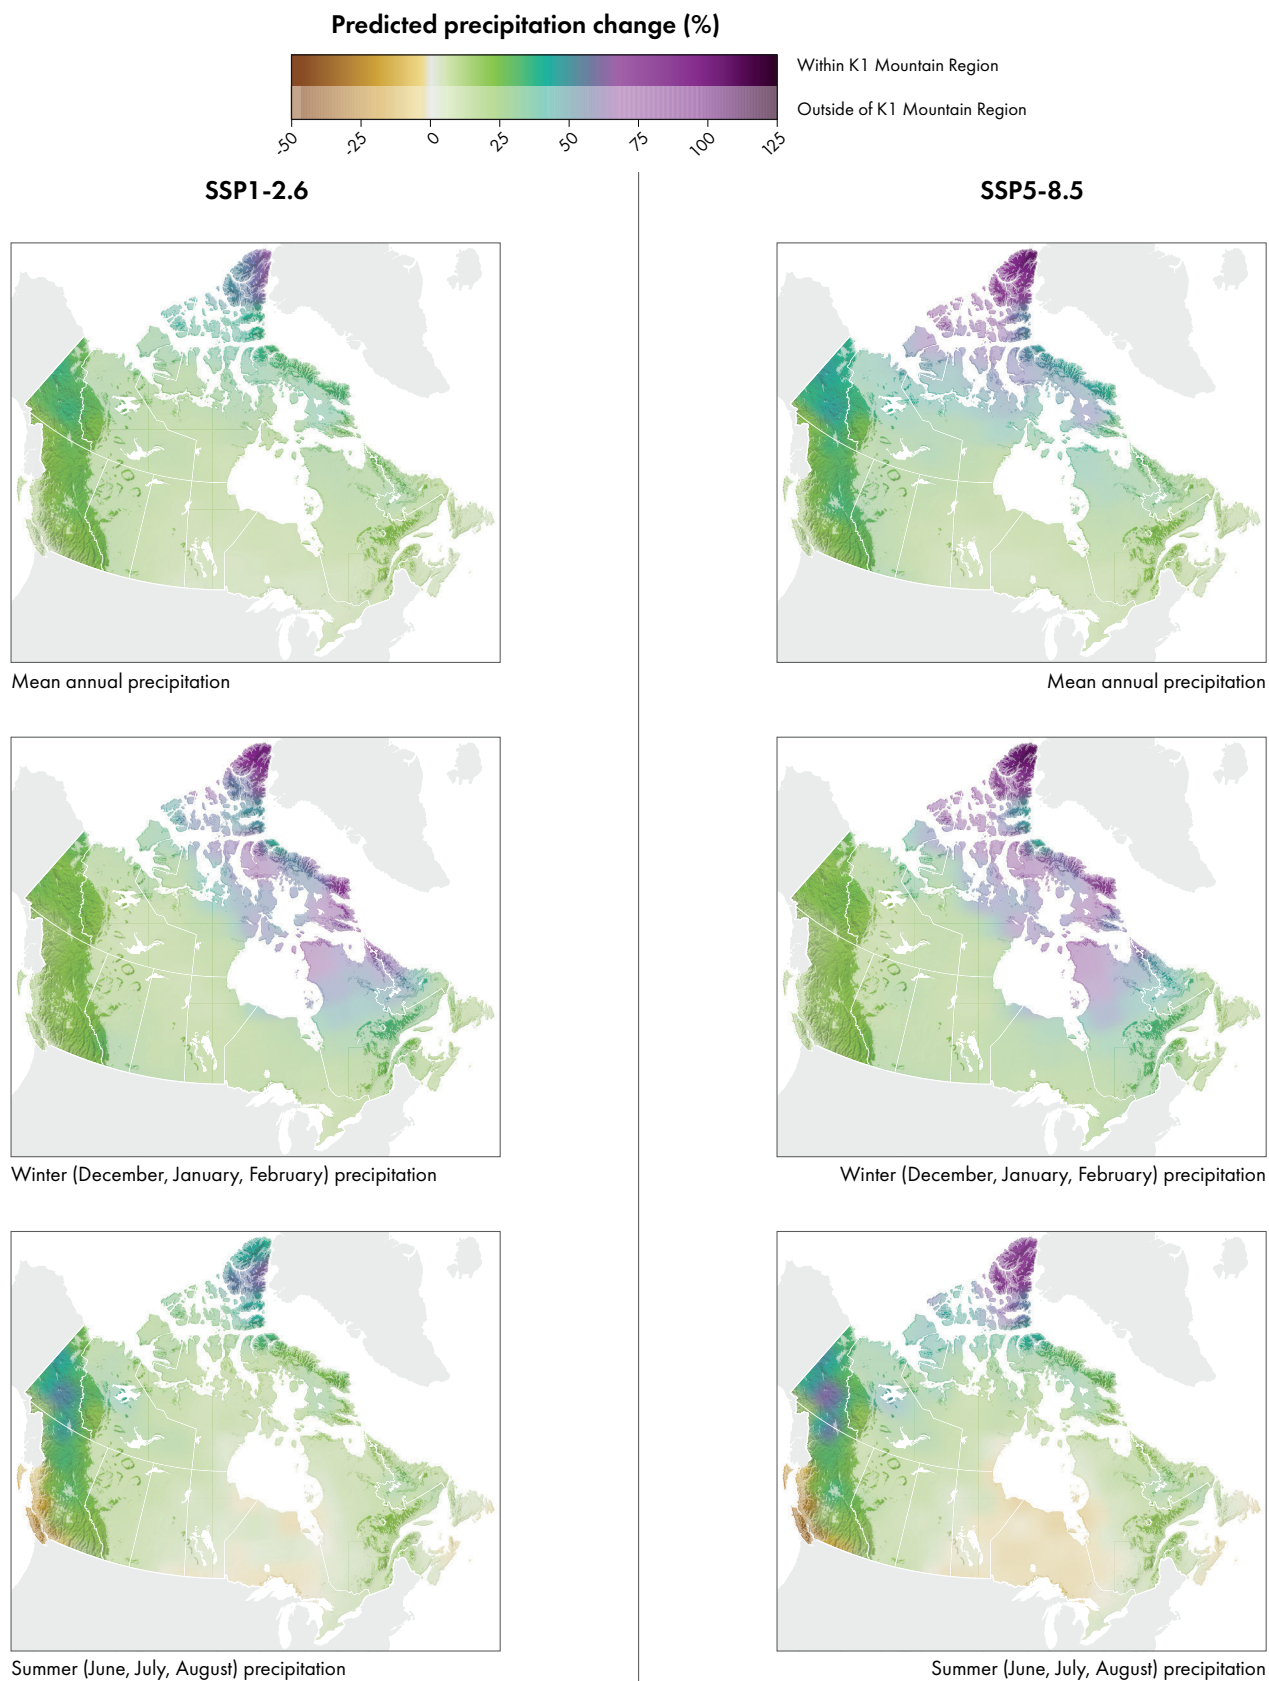 Predicted precipitation change (%)
Within K1 Mountain Region
Outside of K1 Mountain Region
-50 -25 0 25 50 75 100 125
SSP1-2.6
SSP5-8.5
Mean annual precipitation
Mean annual precipitation
Winter (December, January, February) precipitation
Winter (December, January, February) precipitation
Summer (June, July, August) precipitation
Summer (June, July, August) precipitation